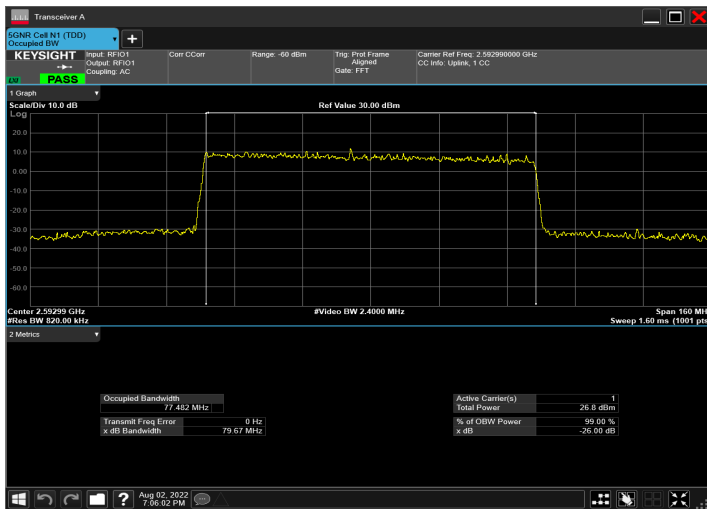 Transceiver A
5GNR Cell N1 (TDD)
Occupied BW
KEYSIGHT
LXI
PASS
Input: RFIO1
Output: RFIO1
Coupling: AC
Corr CCorr
Range: -60 dBm
Trig: Prot Frame
Aligned
Gate: FFT
Carrier Ref Freq: 2.592990000 GHz
CC Info: Uplink, 1 CC
1 Graph
Scale/Div 10.0 dB
Ref Value 30.00 dBm
Log
20.0
10.0
0.00
-10.0
-20.0
-30.0
-40.0
-50.0
-60.0
Center 2.59299 GHz
#Video BW 2.4000 MHz
Span 160 MH
#Res BW 820.00 kHz
Sweep 1.60 ms (1001 pts
2 Metrics
Occupied Bandwidth
77.482 MHz
Transmit Freq Error 0 Hz
x dB Bandwidth 79.67 MHz
Active Carrier(s) 1
Total Power 26.8 dBm
% of OBW Power 99.00 %
x dB -26.00 dB
?
Aug 02, 2022
7:06:02 PM